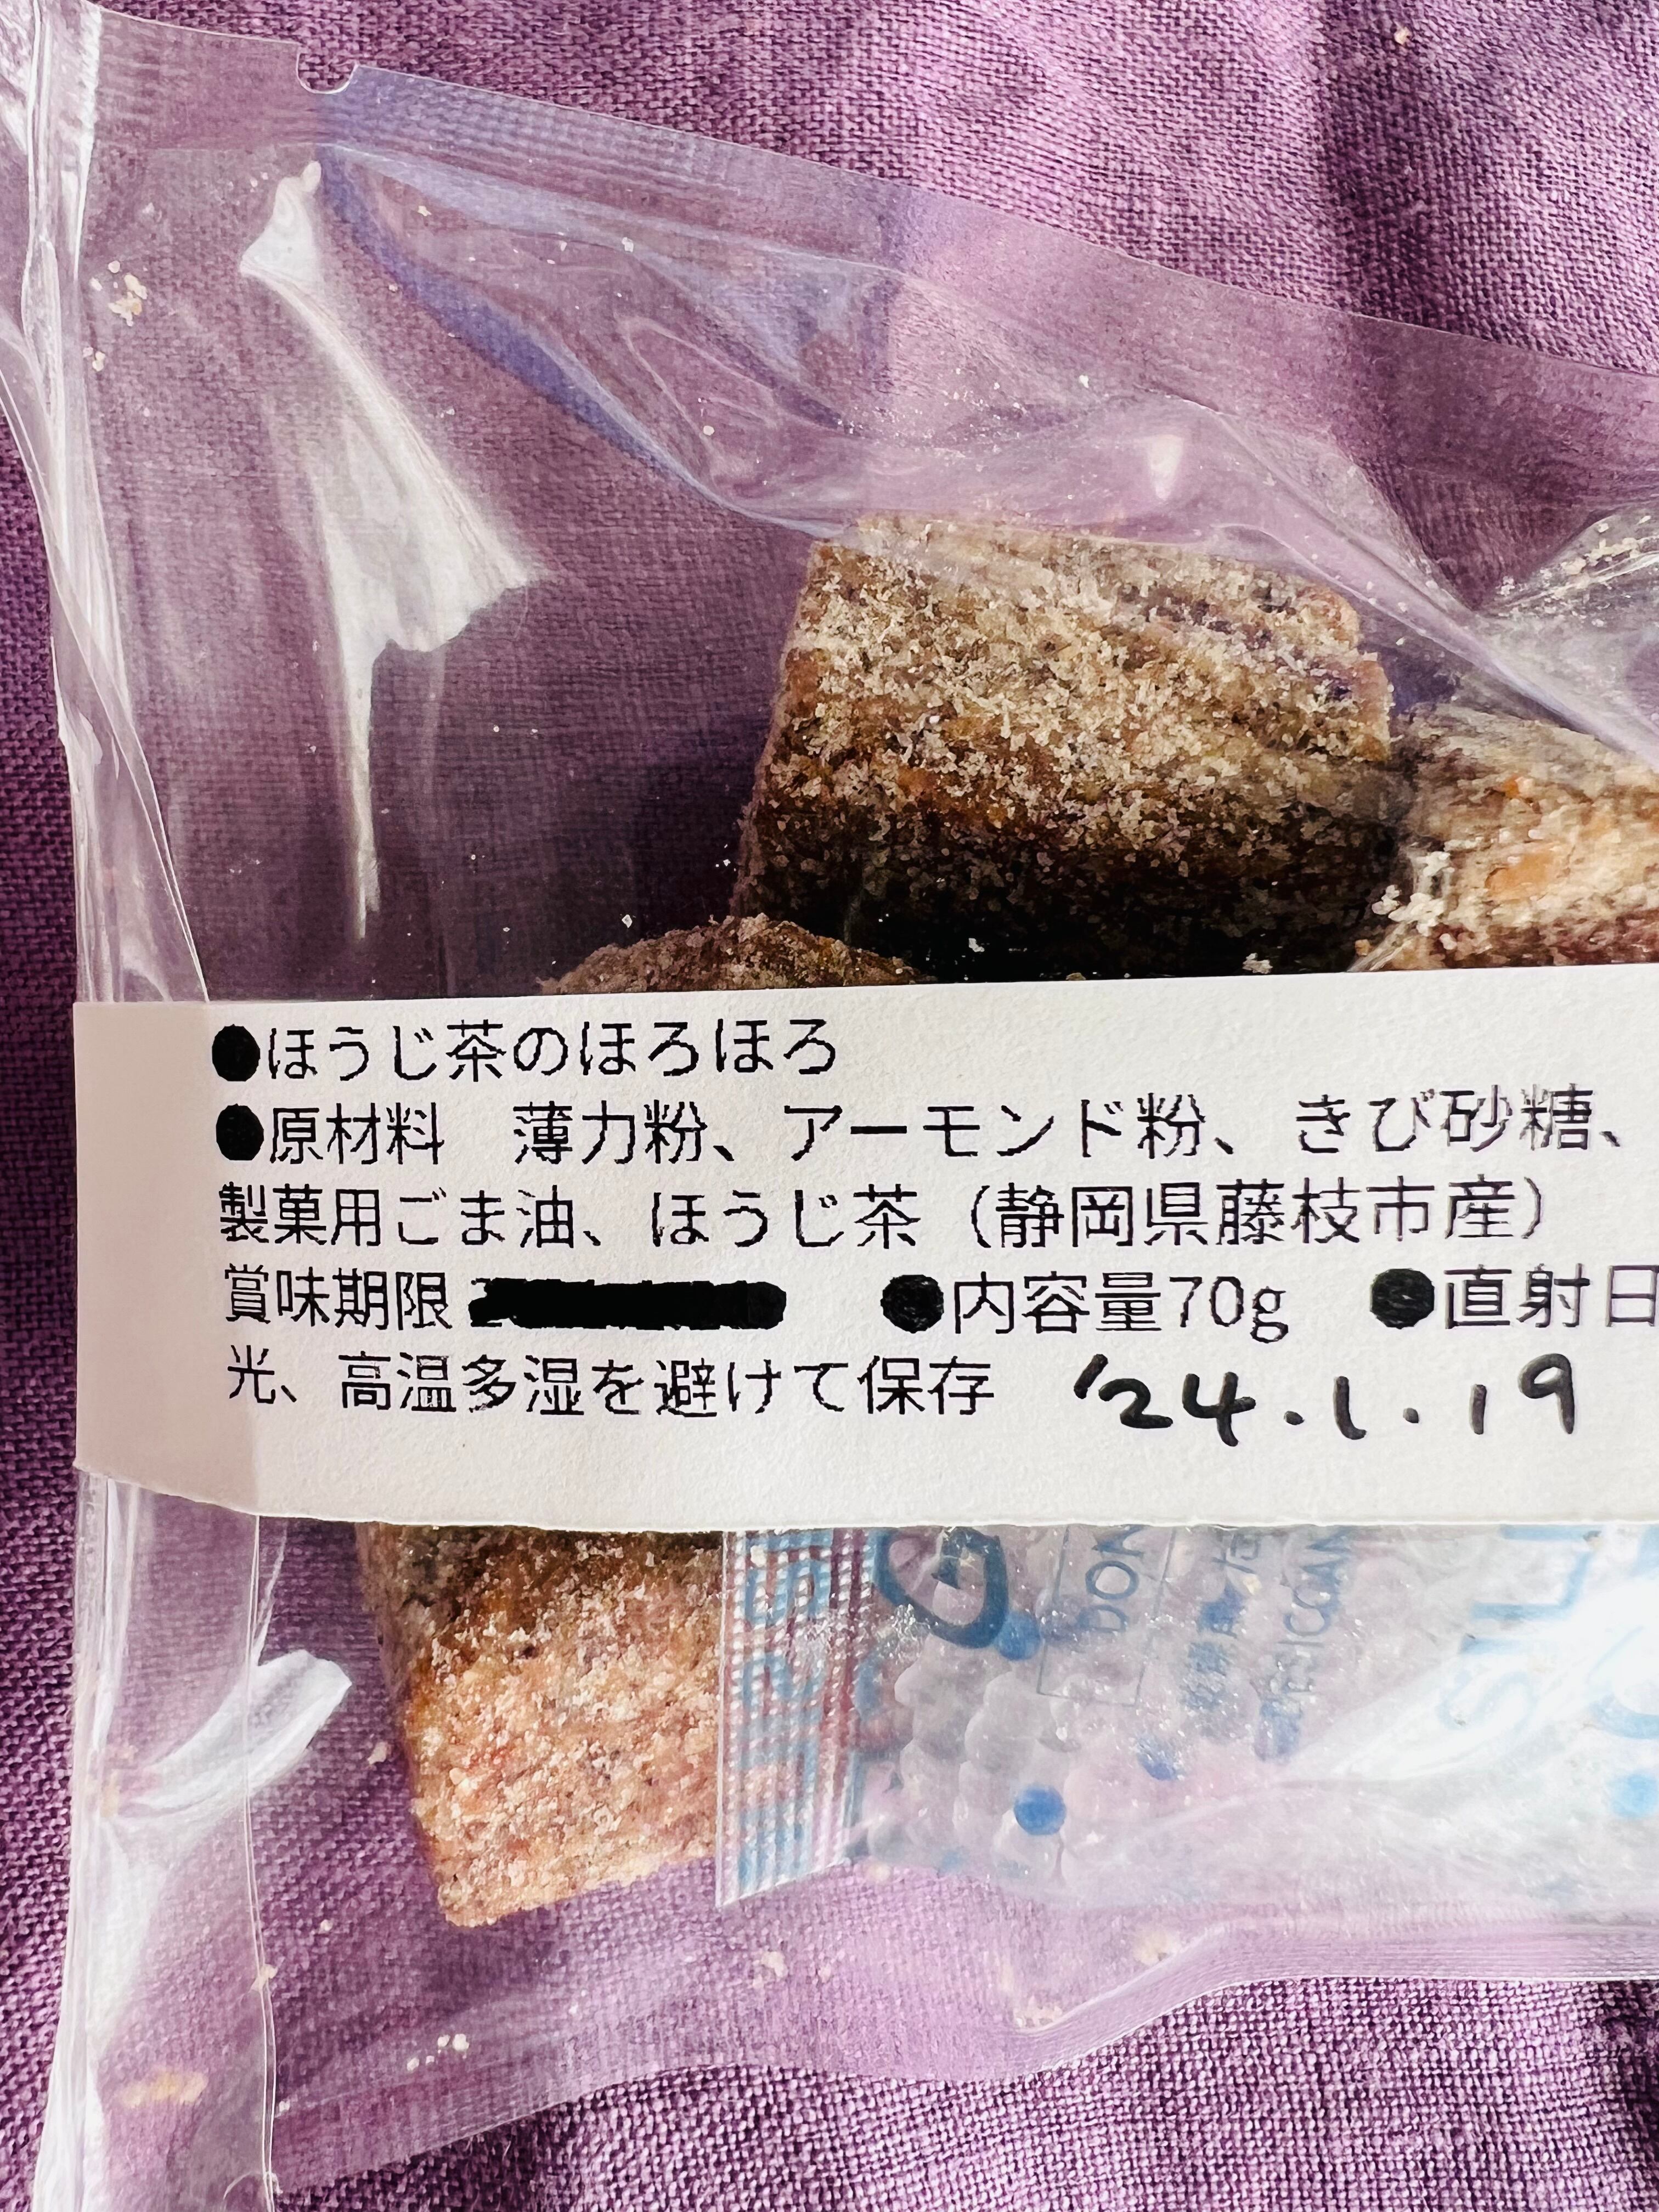 ●ほうじ茶のほろほろ
●原材料　薄力粉、アーモンド粉、きび砂糖、
製菓用ごま油、ほうじ茶（静岡県藤枝市産）
賞味期限　●内容量70g　●直射日
光、高温多湿を避けて保存　'24.1.19